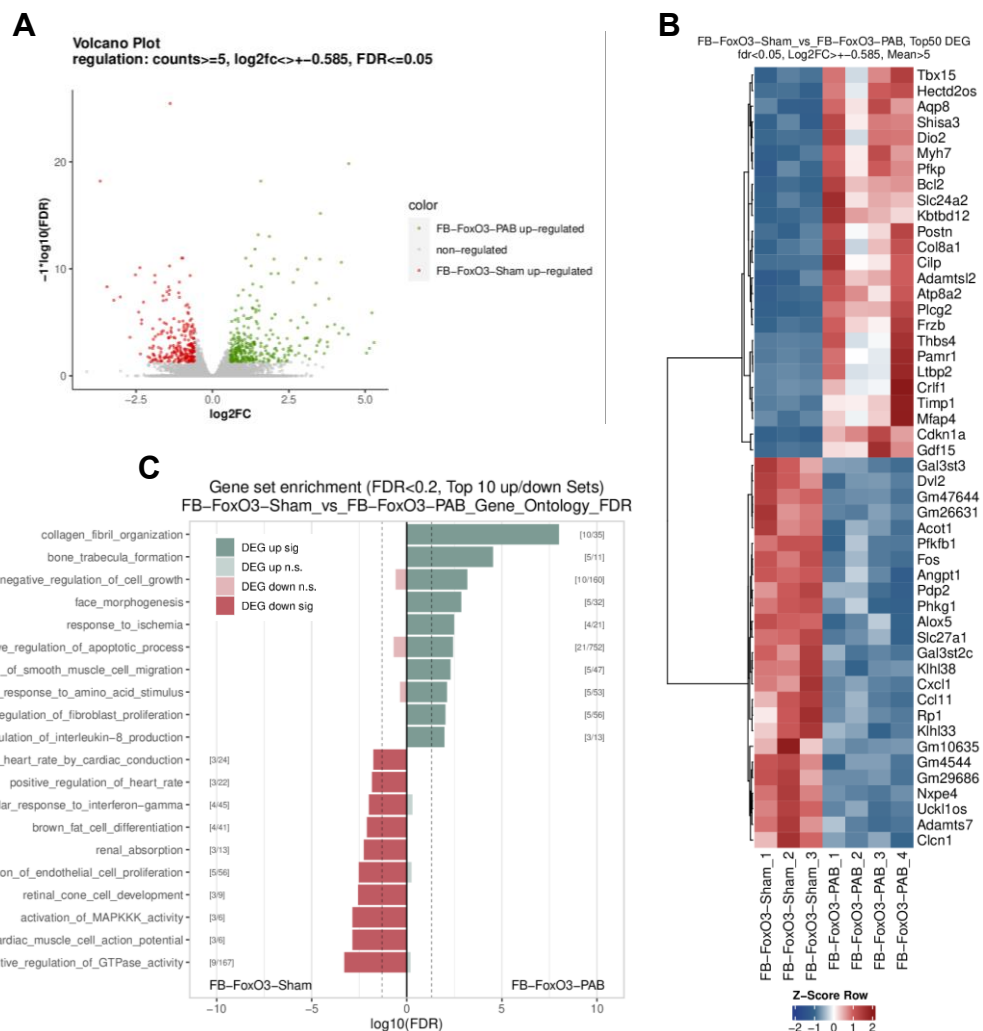 A
Volcano Plot
regulation: counts>=5, log2fc<>+−0.585, FDR<=0.05
−1*log10(FDR)
20
10
0
−2.5
0.0
2.5
5.0
log2FC
color
FB−FoxO3−PAB up−regulated
non−regulated
FB−FoxO3−Sham up−regulated
B
FB−FoxO3−Sham_vs_FB−FoxO3−PAB, Top50 DEG
fdr<0.05, Log2FC>+−0.585, Mean>5
Tbx15
Hectd2os
Aqp8
Shisa3
Dio2
Myh7
Pfkp
Bcl2
Slc24a2
Kbtbd12
Postn
Col8a1
Cilp
Adamtsl2
Atp8a2
Plcg2
Frzb
Thbs4
Pamr1
Ltbp2
Crlf1
Timp1
Mfap4
Cdkn1a
Gdf15
Gal3st3
Dvl2
Gm47644
Gm26631
Acot1
Pfkfb1
Fos
Angpt1
Pdp2
Phkg1
Alox5
Slc27a1
Gal3st2c
Klhl38
Cxcl1
Ccl11
Rp1
Klhl33
Gm10635
Gm4544
Gm29686
Nxpe4
Uckl1os
Adamts7
Clcn1
FB−FoxO3−Sham_1
FB−FoxO3−Sham_2
FB−FoxO3−Sham_3
FB−FoxO3−PAB_1
FB−FoxO3−PAB_2
FB−FoxO3−PAB_3
FB−FoxO3−PAB_4
Z−Score Row
−2 −1 0 1 2
C
Gene set enrichment (FDR<0.2, Top 10 up/down Sets)
FB−FoxO3−Sham_vs_FB−FoxO3−PAB_Gene_Ontology_FDR
DEG up sig
DEG up n.s.
DEG down n.s.
DEG down sig
collagen_fibril_organization [10/35]
bone_trabecula_formation [5/11]
negative_regulation_of_cell_growth [10/160]
face_morphogenesis [5/32]
response_to_ischemia [4/21]
ve_regulation_of_apoptotic_process [21/752]
of_smooth_muscle_cell_migration [5/47]
response_to_amino_acid_stimulus [5/53]
egulation_of_fibroblast_proliferation [5/56]
ulation_of_interleukin−8_production [3/13]
heart_rate_by_cardiac_conduction [3/24]
positive_regulation_of_heart_rate [3/22]
lar_response_to_interferon−gamma [4/45]
brown_fat_cell_differentiation [4/41]
renal_absorption [3/13]
on_of_endothelial_cell_proliferation [5/56]
retinal_cone_cell_development [3/9]
activation_of_MAPKKK_activity [3/6]
ardiac_muscle_cell_action_potential [3/6]
tive_regulation_of_GTPase_activity [9/167]
FB−FoxO3−Sham
FB−FoxO3−PAB
−10
−5
0
5
10
log10(FDR)